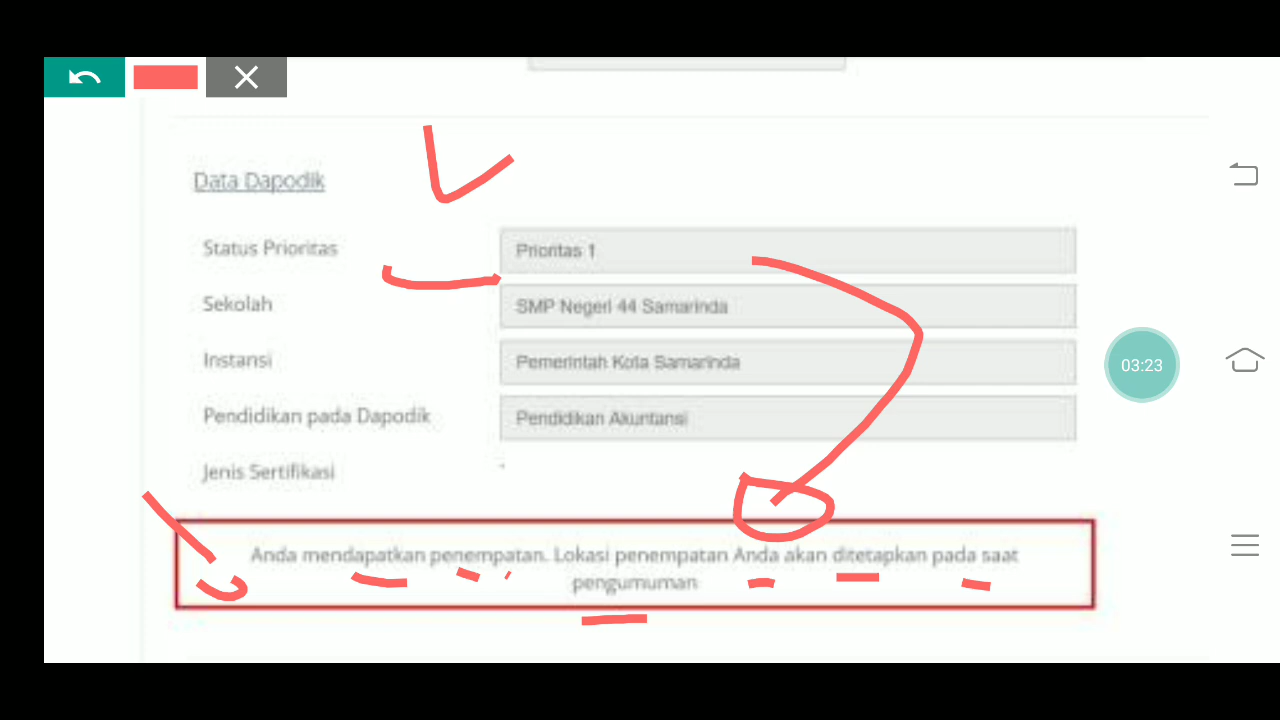 Data Dapodik
Status Prioritas Prioritas 1
Sekolah SMP Negeri 44 Samarinda
Instansi Pemerintah Kota Samarinda
Pendidikan pada Dapodik Pendidikan Akuntansi
Jenis Sertifikasi -
03:23
Anda mendapatkan penempatan. Lokasi penempatan Anda akan ditetapkan pada saat
pengumuman